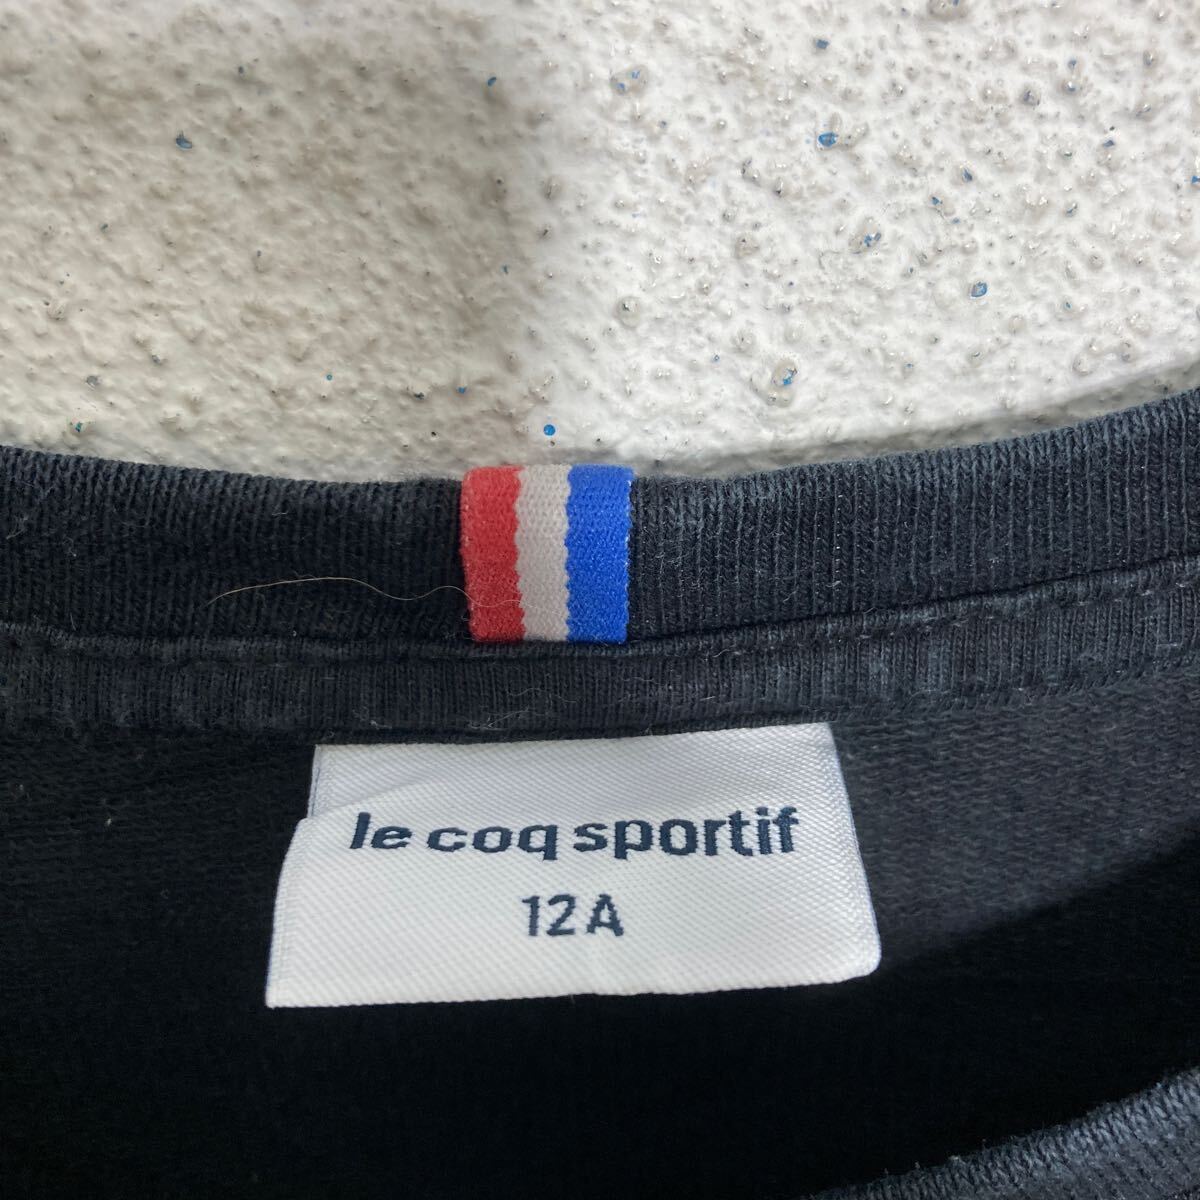 le coq sportif
12A